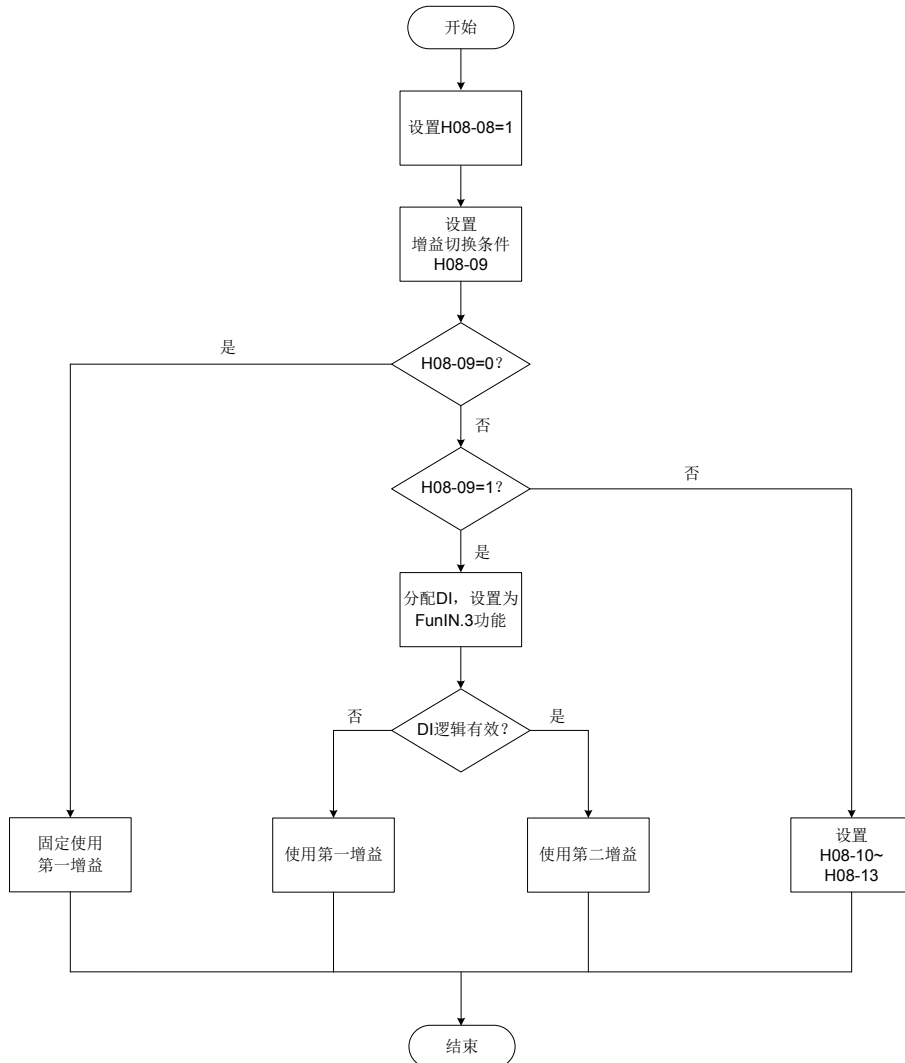 开始
设置H08-08=1
设置
增益切换条件
H08-09
是
H08-09=0？
否
H08-09=1？
否
是
分配DI，设置为
FunIN.3功能
否
DI逻辑有效？
是
固定使用
第一增益
使用第一增益
使用第二增益
设置
H08-10~
H08-13
结束